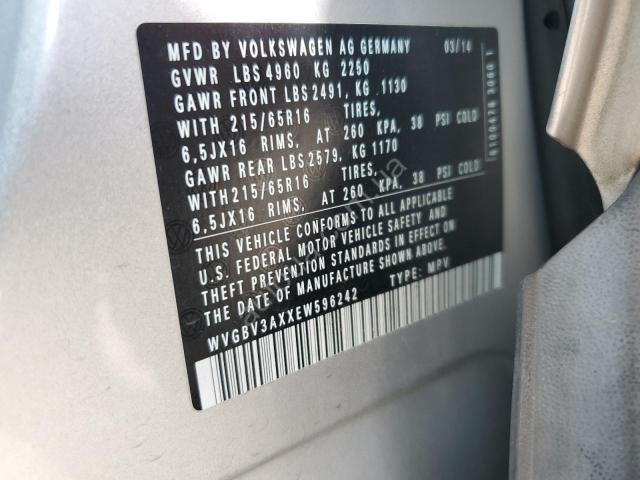 MFD BY VOLKSWAGEN AG GERMANY 03/14
GVWR LBS 4960 KG 2250
GAWR FRONT LBS 2491, KG 1130
WITH 215/65R16 TIRES,
6,5JX16 RIMS, AT 260 KPA, 38 PSI COLD
GAWR REAR LBS 2579, KG 1170
WITH 215/65R16 TIRES,
6,5JX16 RIMS, AT 260 KPA, 38 PSI COLD
THIS VEHICLE CONFORMS TO ALL APPLICABLE
U.S. FEDERAL MOTOR VEHICLE SAFETY AND
THEFT PREVENTION STANDARDS IN EFFECT ON
THE DATE OF MANUFACTURE SHOWN ABOVE.
WVGBV3AXXEW596242 TYPE: MPV